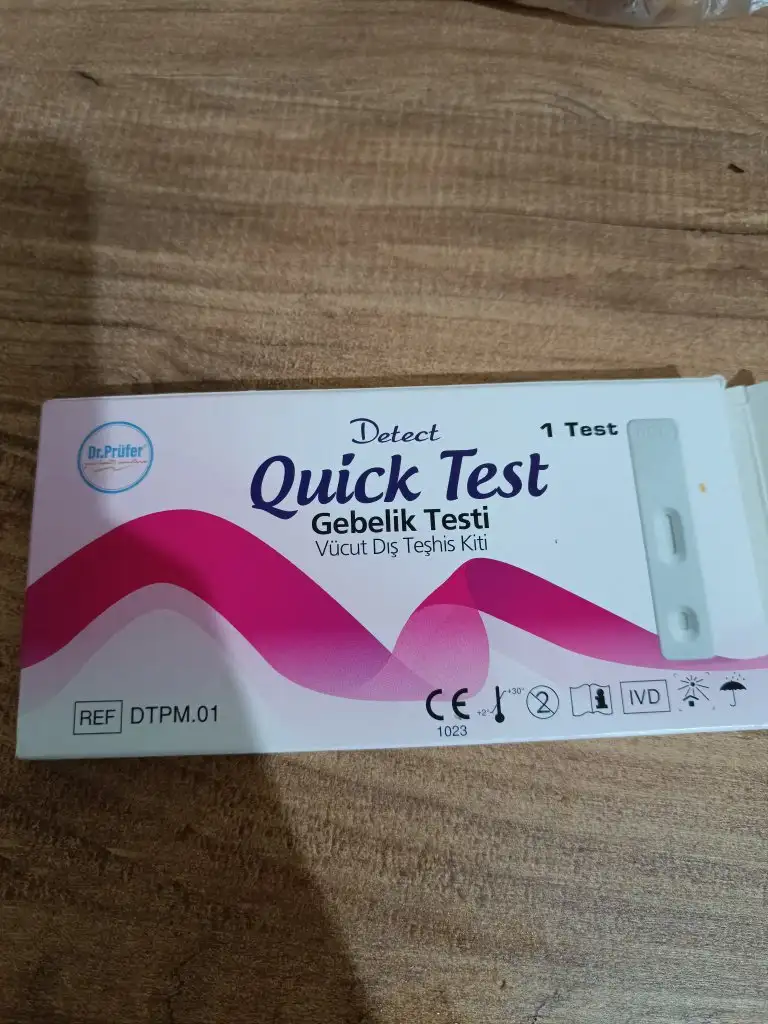 Dr.Prüfer®
Detect
1 Test
Quick Test
Gebelik Testi
Vücut Dış Teşhis Kiti
REF DTPM.01
CE
1023
+2°
+30°
2
i
IVD